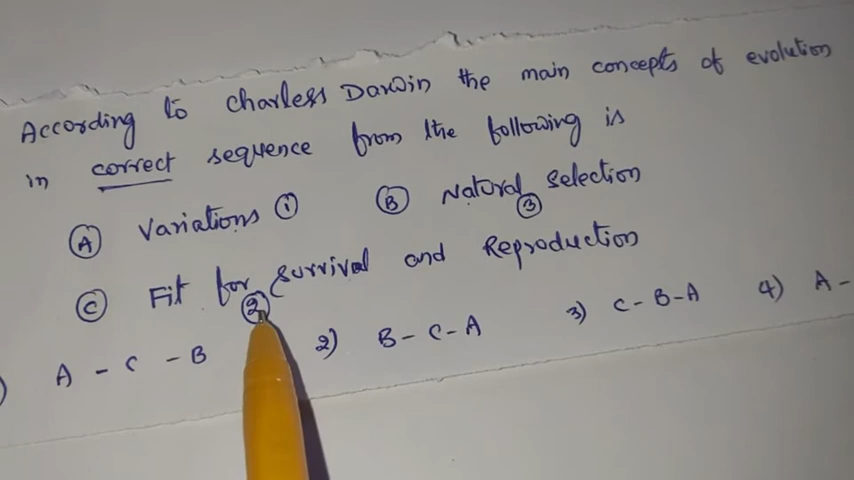 According to Charless Darwin the main concepts of evolution
in correct sequence from the following is
A Variations 1 B Natural Selection 3
C Fit for survival and Reproduction 2
) A - C - B 2) B - C - A 3) C - B - A 4) A -